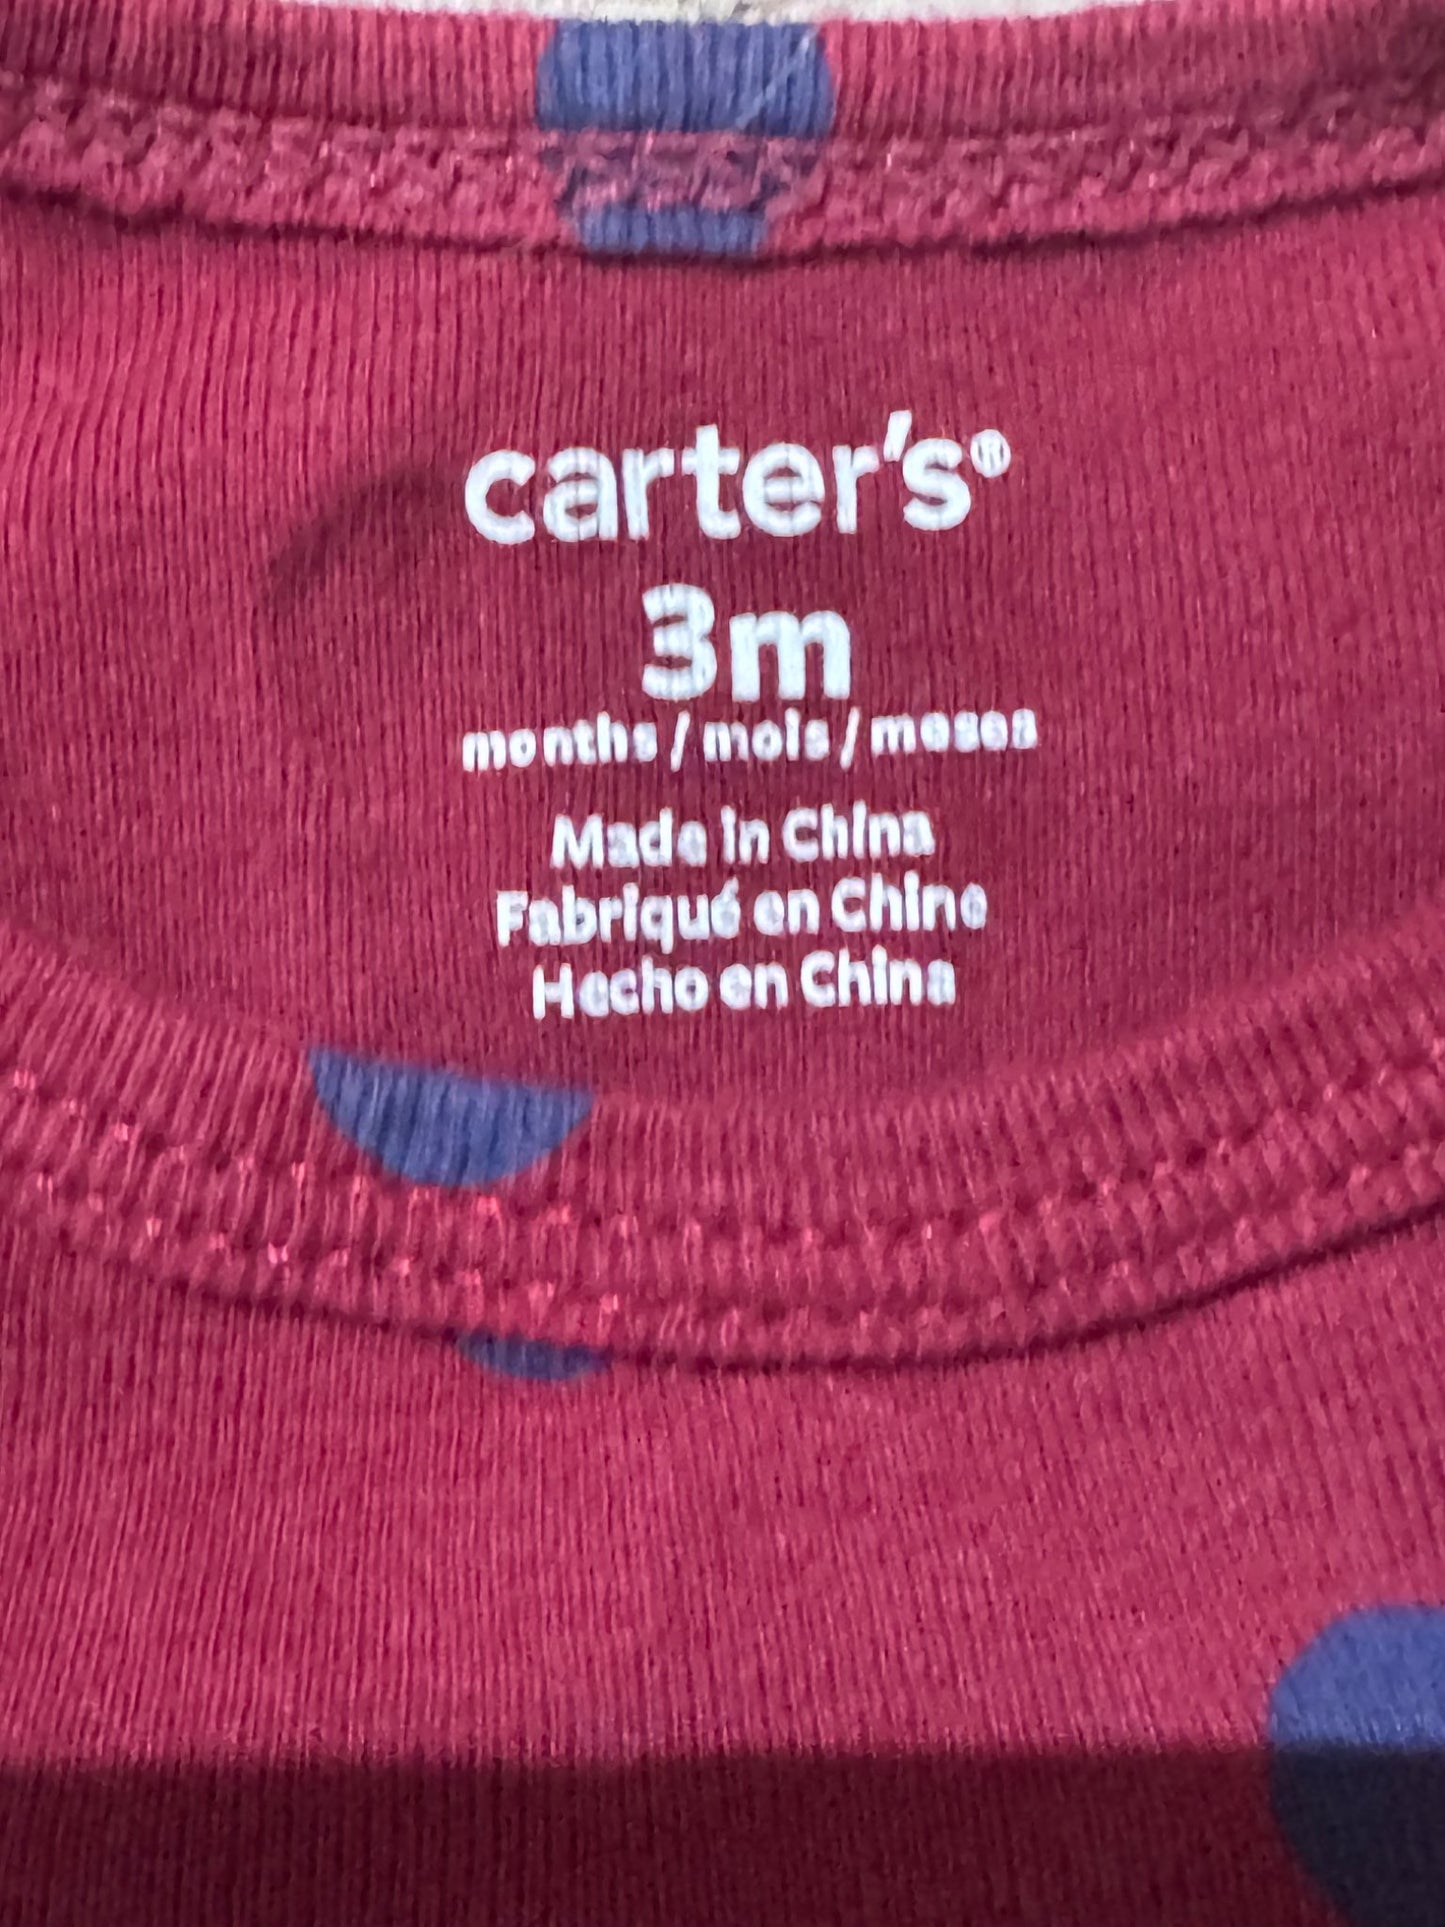 carter's®
3m
months / mois / meses
Made in China
Fabriqué en Chine
Hecho en China